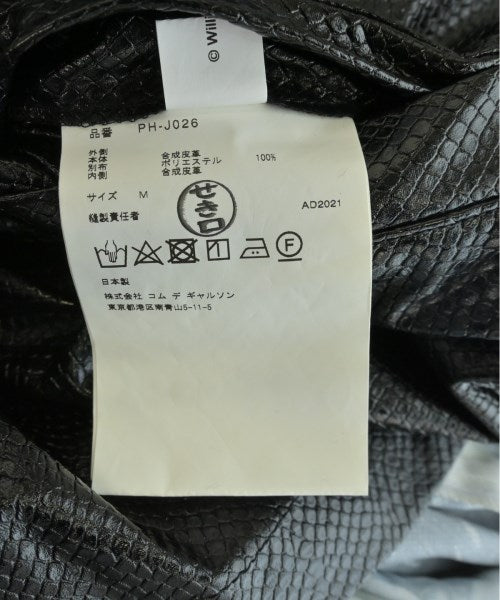 © Willi
品番 PH-J026
外側 合成皮革
本体 ポリエステル 100%
別布 合成皮革
内側
サイズ M
せき口
AD2021
縫製責任者
F
日本製
株式会社 コム デ ギャルソン
東京都港区南青山5-11-5